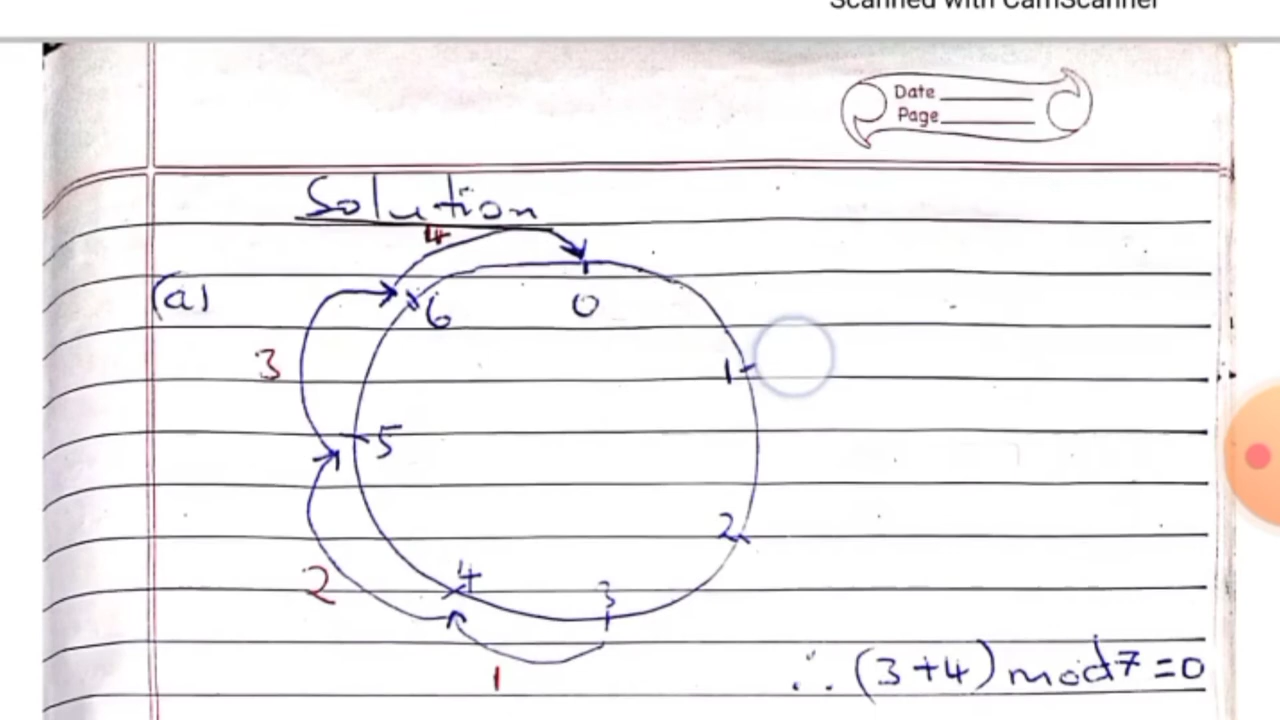 Scanned with CamScanner
Date
Page
Solution
4
(a)
6
0
3
1
5
2
2
4
3
1
∴ (3+4) mod 7 = 0